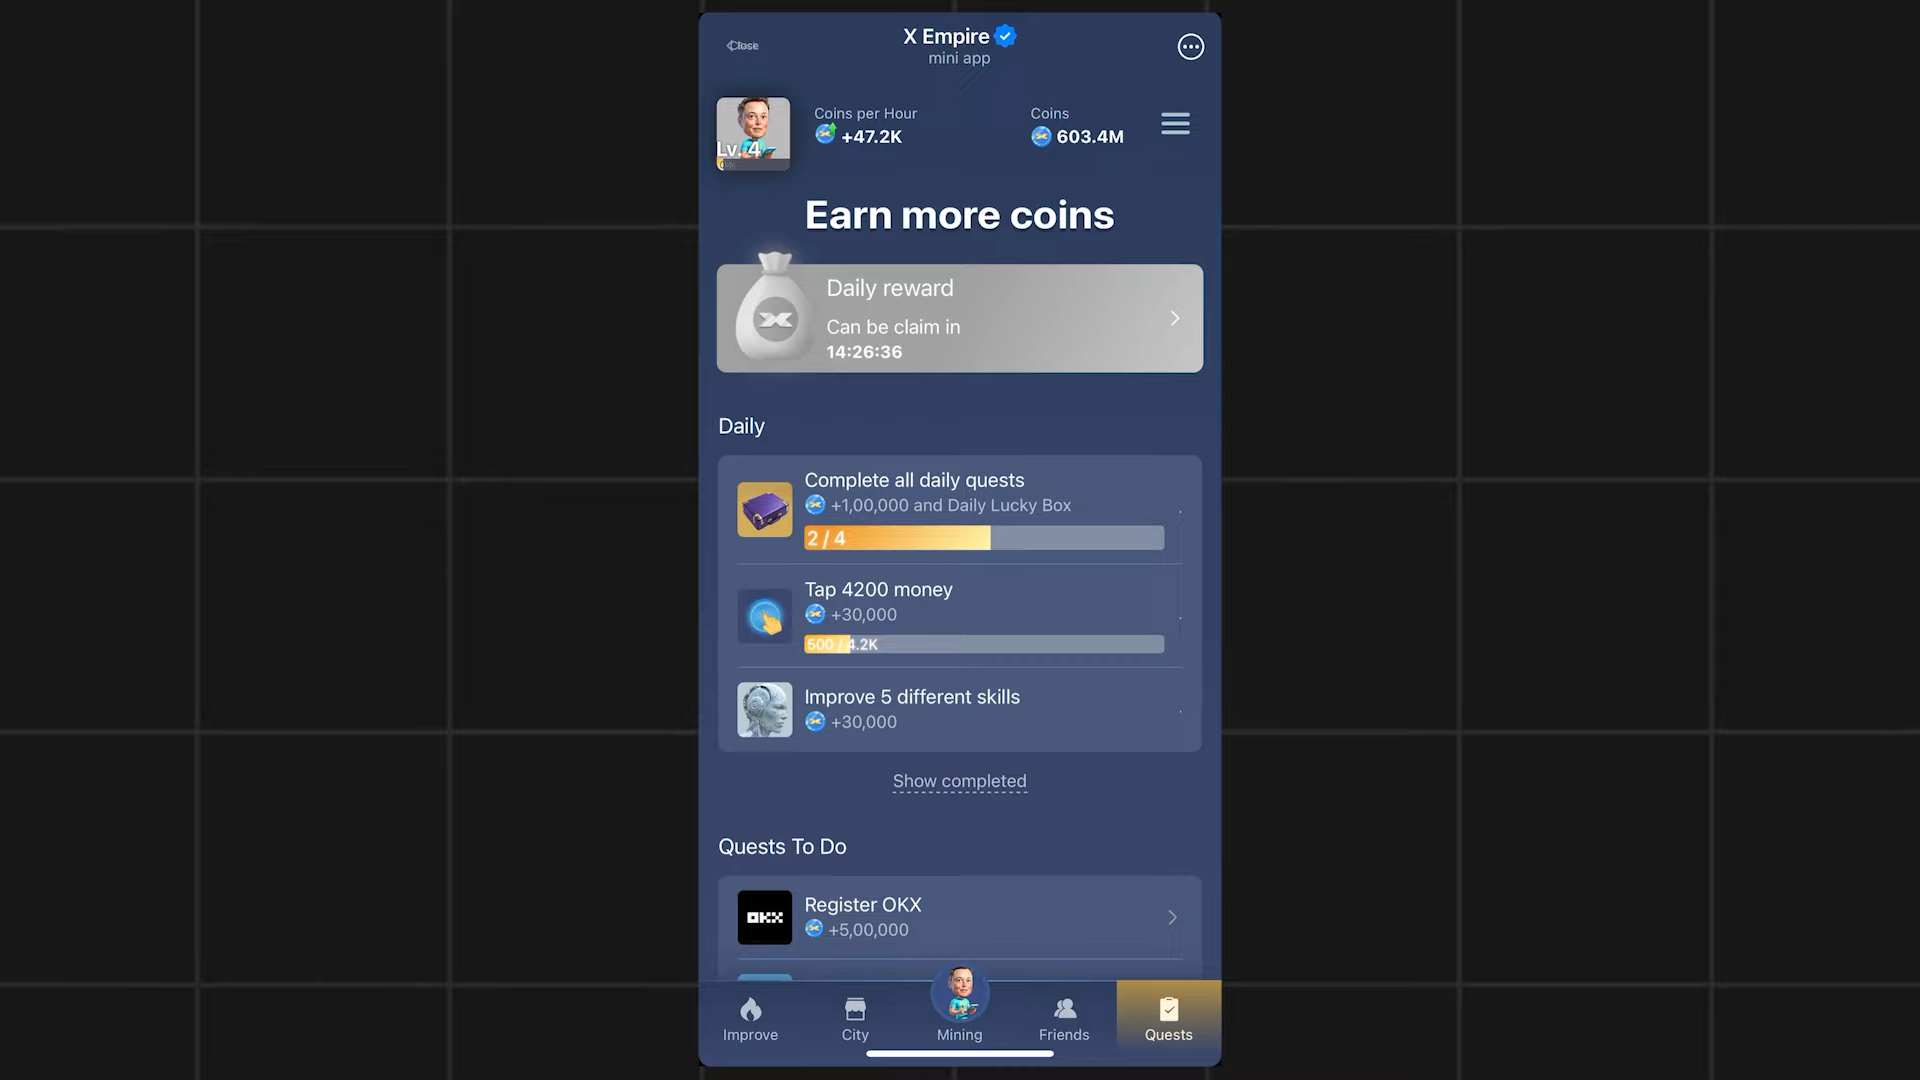 Close
X Empire
mini app
Lv. 4
Coins per Hour
+47.2K
Coins
603.4M
Earn more coins
Daily reward
Can be claim in
14:26:36
Daily
Complete all daily quests
+1,00,000 and Daily Lucky Box
2 / 4
Tap 4200 money
+30,000
500 / 4.2K
Improve 5 different skills
+30,000
Show completed
Quests To Do
OKX
Register OKX
+5,00,000
Improve
City
Mining
Friends
Quests